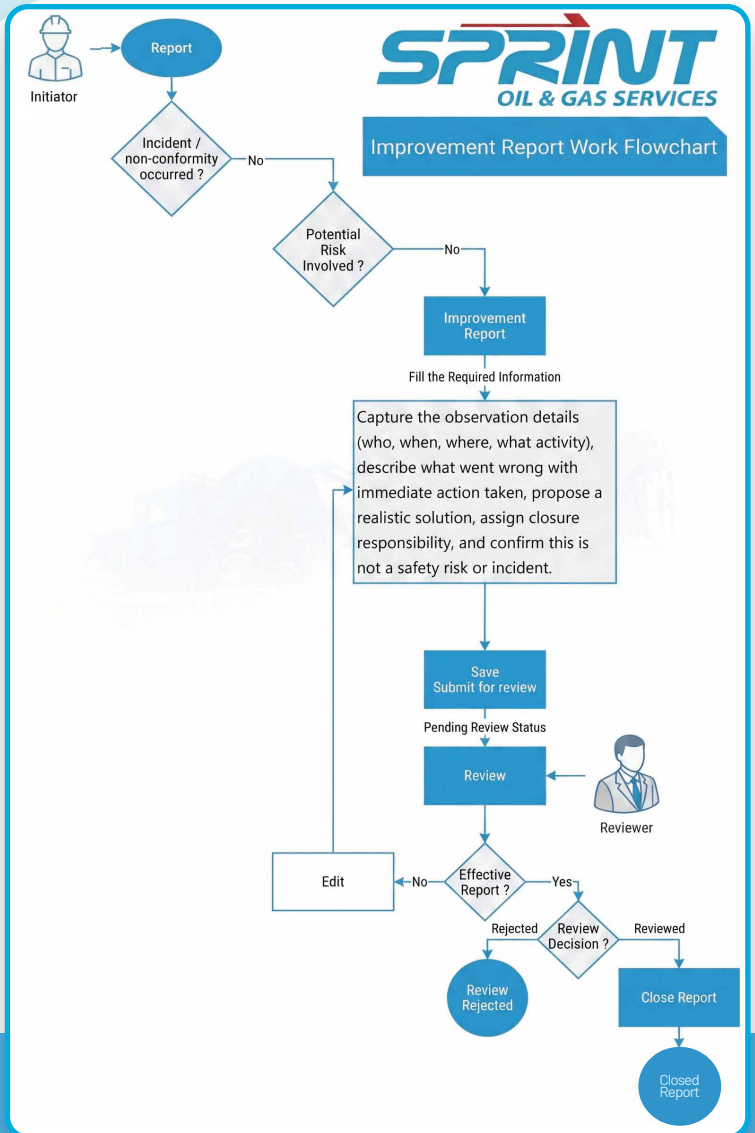 SPRINT
OIL & GAS SERVICES
Improvement Report Work Flowchart
Initiator
Report
Incident /
non-conformity
occurred ?
No
Potential
Risk
Involved ?
No
Improvement
Report
Fill the Required Information
Capture the observation details
(who, when, where, what activity),
describe what went wrong with
immediate action taken, propose a
realistic solution, assign closure
responsibility, and confirm this is
not a safety risk or incident.
Save
Submit for review
Pending Review Status
Review
Reviewer
Effective
Report ?
No
Edit
Yes
Review
Decision ?
Rejected
Reviewed
Review
Rejected
Close Report
Closed
Report